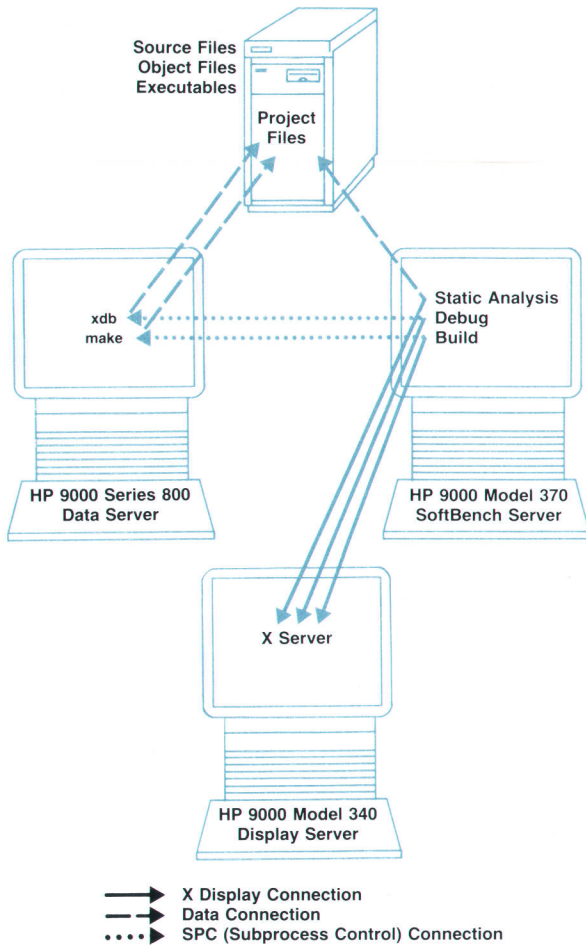 Source Files
Object Files
Executables
Project
Files
xdb
make
Static Analysis
Debug
Build
HP 9000 Series 800
Data Server
HP 9000 Model 370
SoftBench Server
X Server
HP 9000 Model 340
Display Server
X Display Connection
Data Connection
SPC (Subprocess Control) Connection